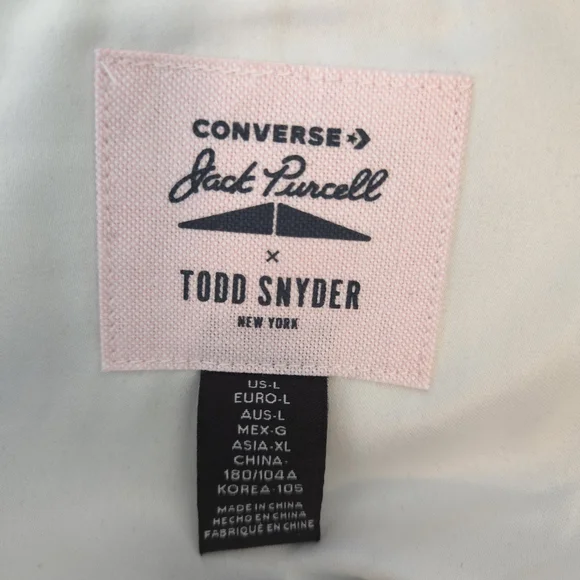 CONVERSE
Jack Purcell
×
TODD SNYDER
NEW YORK
US-L
EURO-L
AUS-L
MEX-G
ASIA-XL
CHINA-
180/104A
KOREA-105
MADE IN CHINA
HECHO EN CHINA
FABRIQUÉ EN CHINE